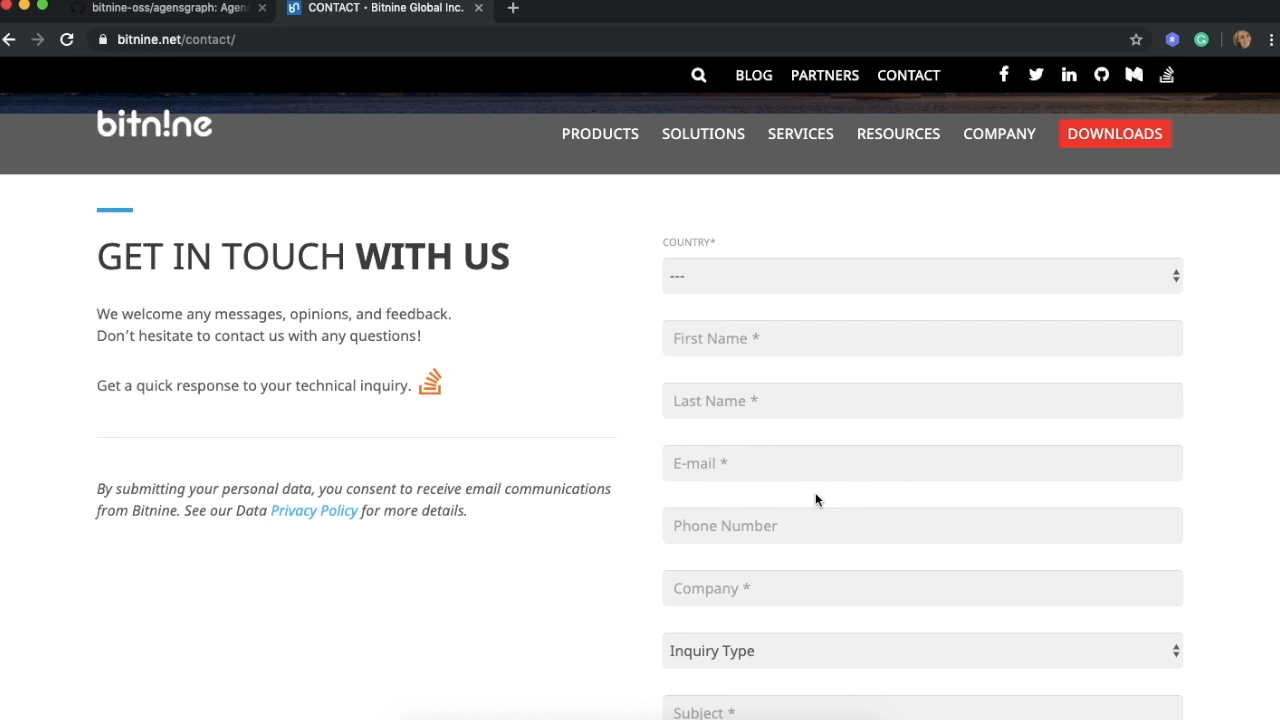 bitnine-oss/agensgraph: Agens
CONTACT • Bitnine Global Inc.
bitnine.net/contact/
BLOG PARTNERS CONTACT
bitn!ne
PRODUCTS SOLUTIONS SERVICES RESOURCES COMPANY DOWNLOADS
GET IN TOUCH WITH US
We welcome any messages, opinions, and feedback.
Don't hesitate to contact us with any questions!
Get a quick response to your technical inquiry.
By submitting your personal data, you consent to receive email communications
from Bitnine. See our Data Privacy Policy for more details.
COUNTRY*
---
First Name *
Last Name *
E-mail *
Phone Number
Company *
Inquiry Type
Subject *